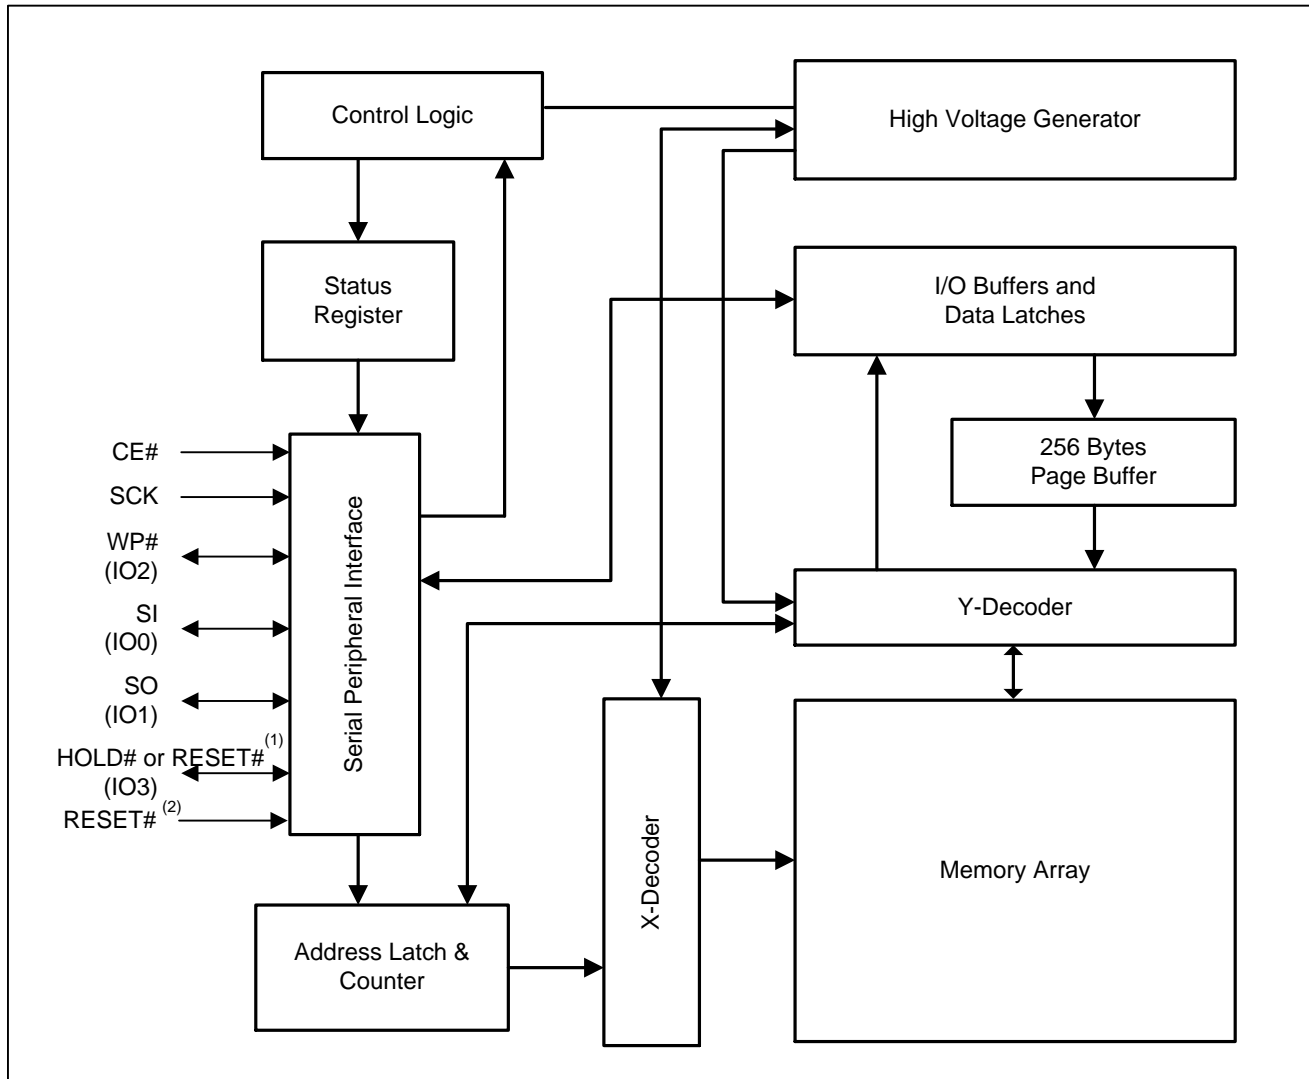 Control Logic
High Voltage Generator
Status
Register
I/O Buffers and
Data Latches
256 Bytes
Page Buffer
Y-Decoder
CE#
SCK
WP#
(IO2)
SI
(IO0)
SO
(IO1)
HOLD# or RESET# (1)
(IO3)
RESET# (2)
Serial Peripheral Interface
X-Decoder
Memory Array
Address Latch &
Counter